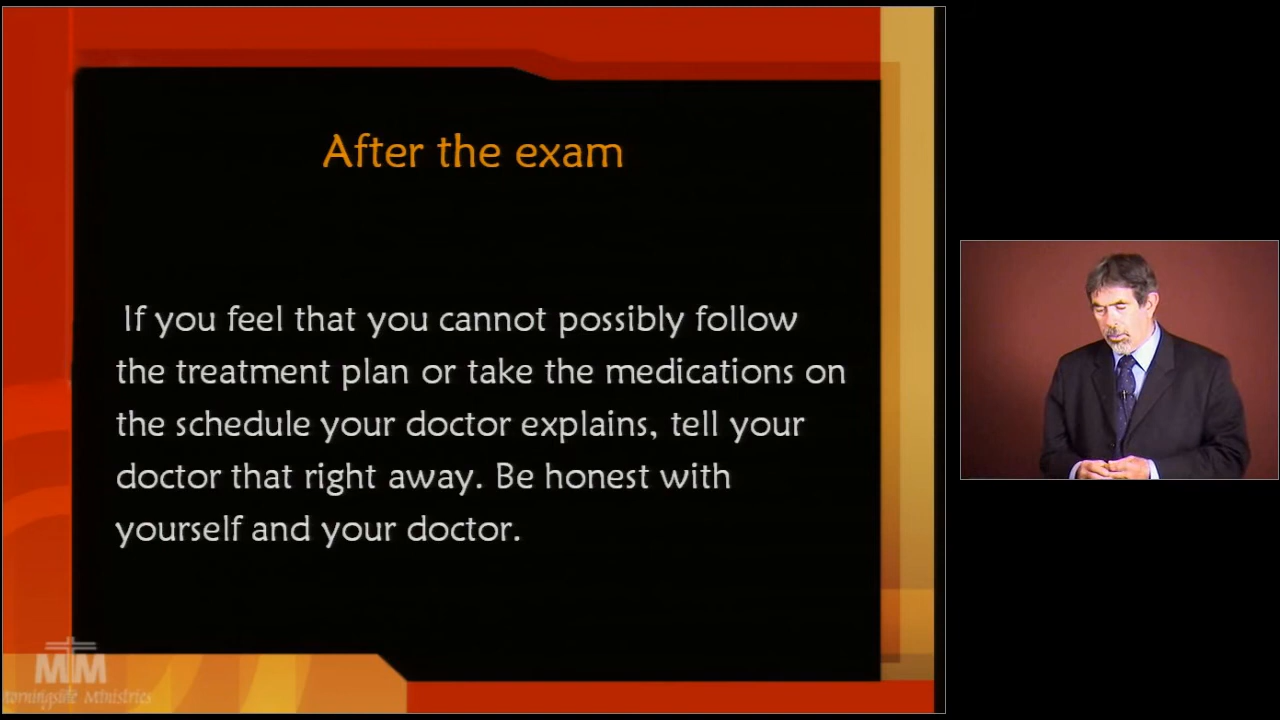 After the exam
If you feel that you cannot possibly follow
the treatment plan or take the medications on
the schedule your doctor explains, tell your
doctor that right away. Be honest with
yourself and your doctor.
MM
Ministries